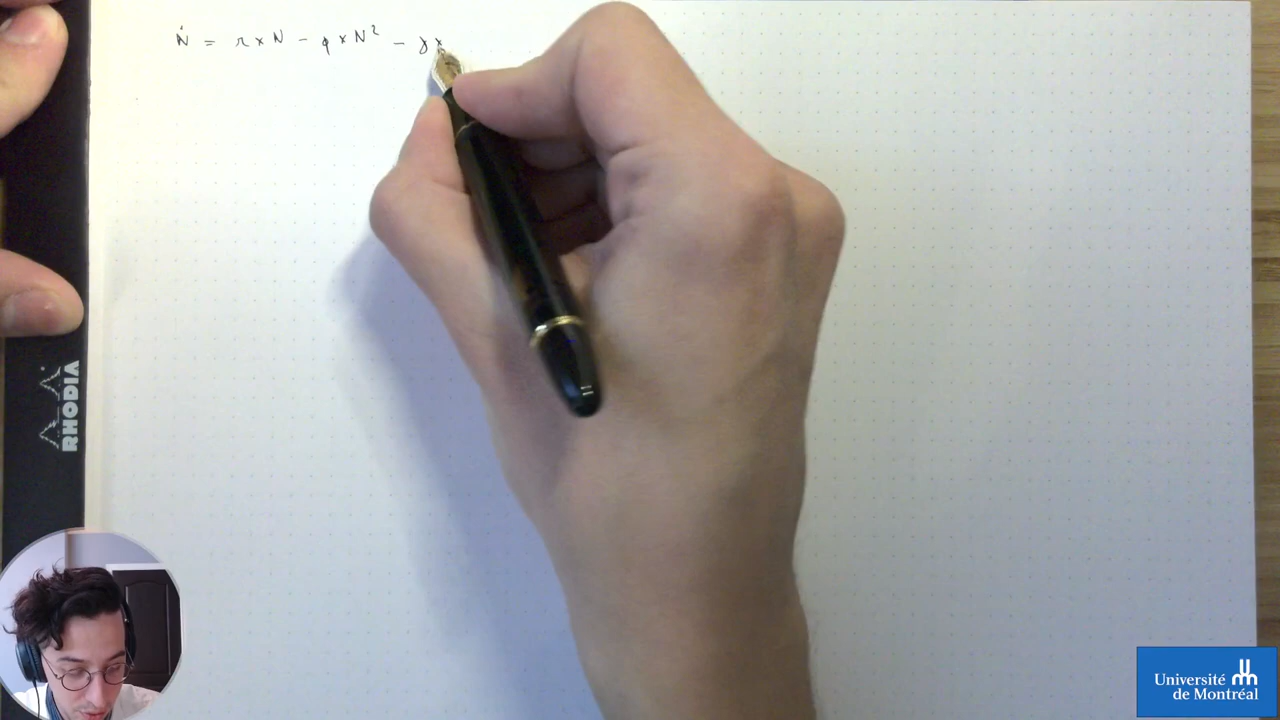 Ṅ = r × N - q × N² - γ ×
RHODIA
Université
de Montréal